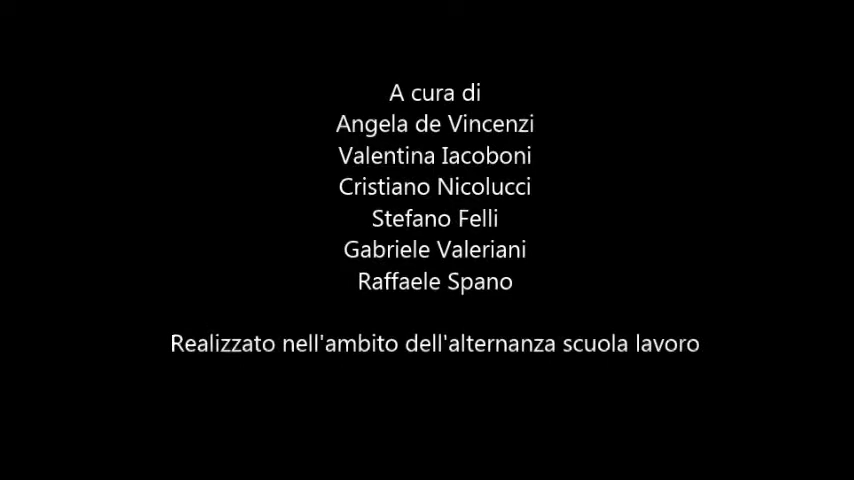 A cura di
Angela de Vincenzi
Valentina Iacoboni
Cristiano Nicolucci
Stefano Felli
Gabriele Valeriani
Raffaele Spano
Realizzato nell'ambito dell'alternanza scuola lavoro